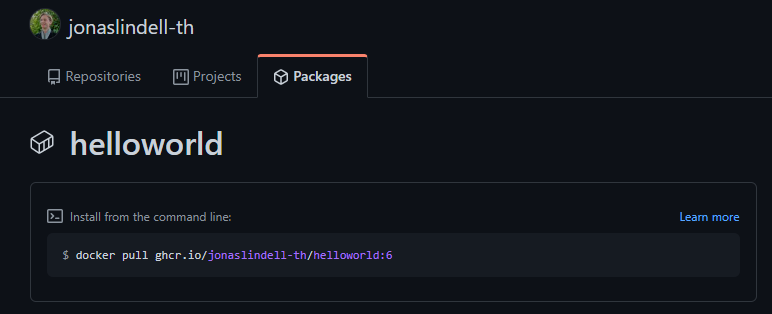 jonaslindell-th
Repositories Projects Packages
helloworld
Install from the command line: Learn more
$ docker pull ghcr.io/jonaslindell-th/helloworld:6